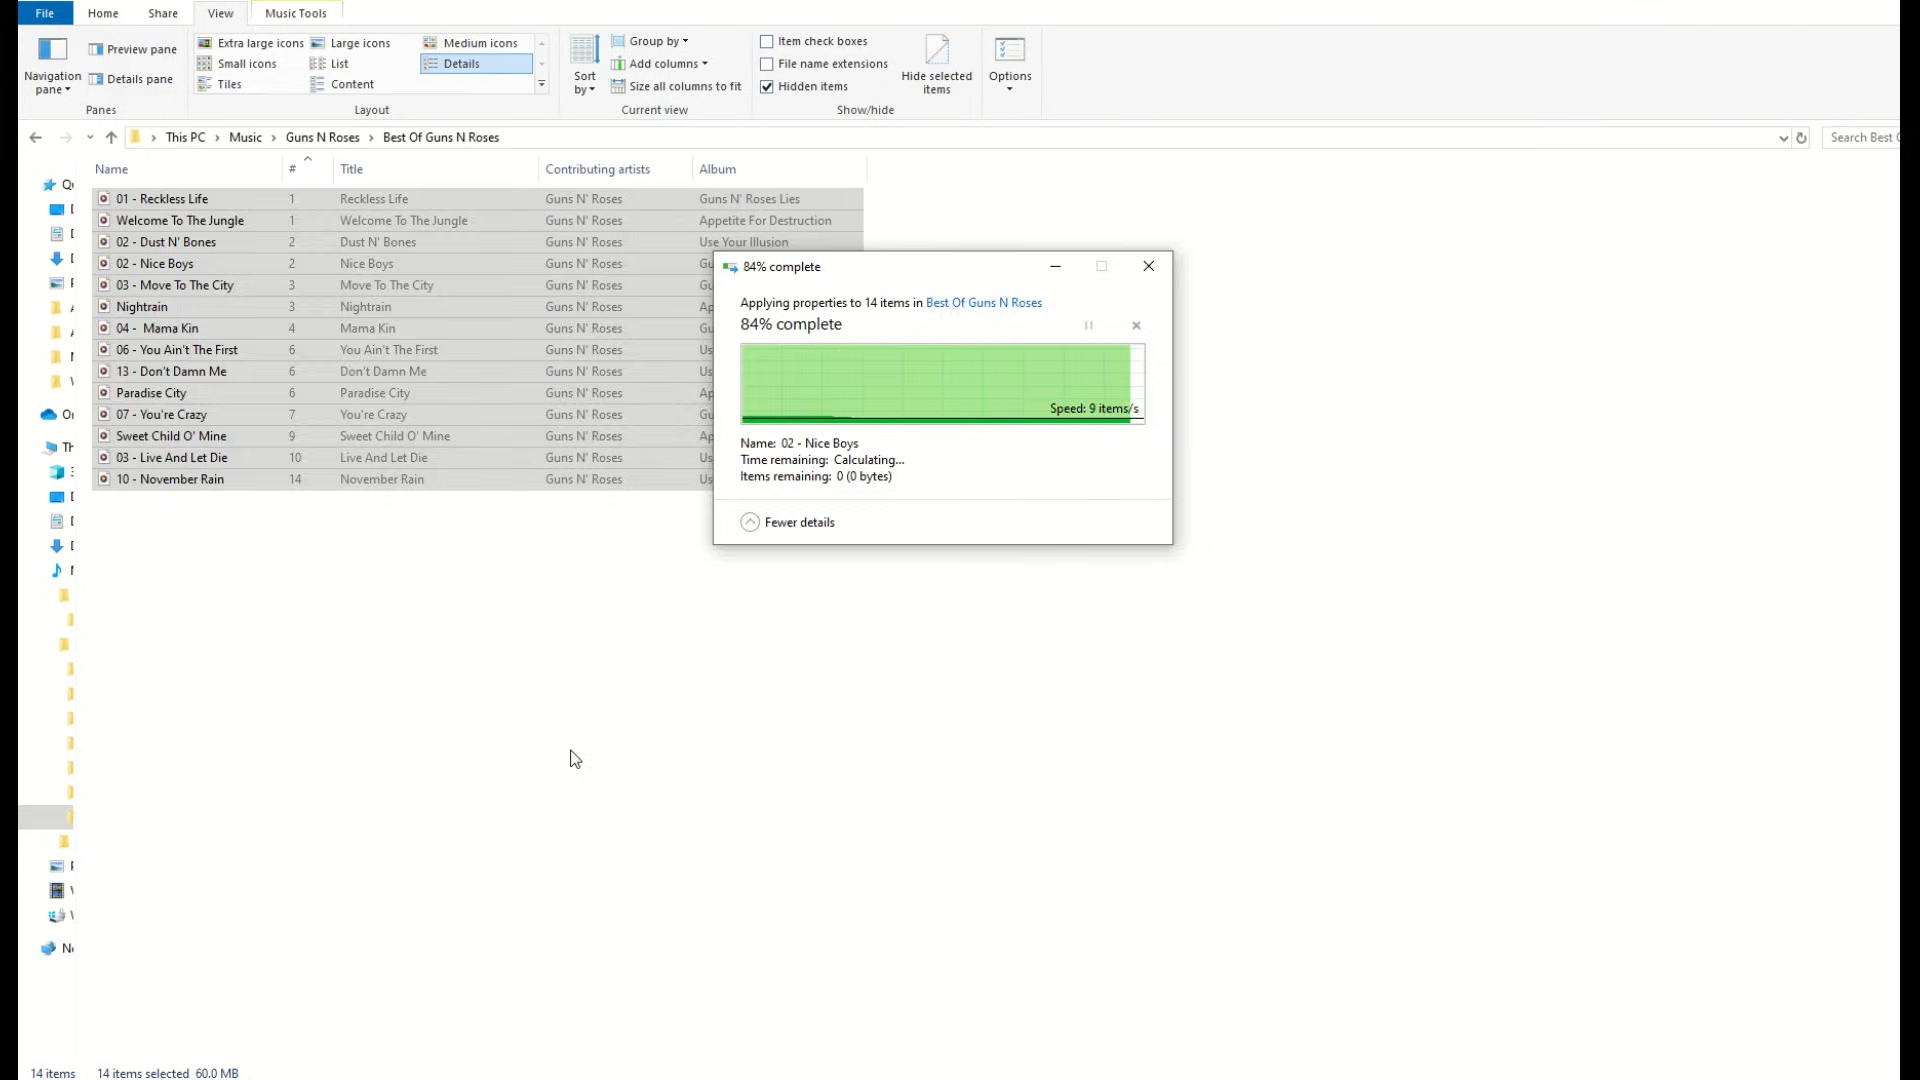 File Home Share View Music Tools
Navigation pane
Preview pane
Details pane
Panes
Extra large icons Large icons Medium icons
Small icons List Details
Tiles Content
Layout
Sort by
Group by
Add columns
Size all columns to fit
Current view
Item check boxes
File name extensions
Hidden items
Hide selected items
Show/hide
Options
This PC > Music > Guns N Roses > Best Of Guns N Roses
Search Best
Name # Title Contributing artists Album
01 - Reckless Life 1 Reckless Life Guns N' Roses Guns N' Roses Lies
Welcome To The Jungle 1 Welcome To The Jungle Guns N' Roses Appetite For Destruction
02 - Dust N' Bones 2 Dust N' Bones Guns N' Roses Use Your Illusion
02 - Nice Boys 2 Nice Boys Guns N' Roses
03 - Move To The City 3 Move To The City Guns N' Roses
Nightrain 3 Nightrain Guns N' Roses
04 - Mama Kin 4 Mama Kin Guns N' Roses
06 - You Ain't The First 6 You Ain't The First Guns N' Roses
13 - Don't Damn Me 6 Don't Damn Me Guns N' Roses
Paradise City 6 Paradise City Guns N' Roses
07 - You're Crazy 7 You're Crazy Guns N' Roses
Sweet Child O' Mine 9 Sweet Child O' Mine Guns N' Roses
03 - Live And Let Die 10 Live And Let Die Guns N' Roses
10 - November Rain 14 November Rain Guns N' Roses
84% complete
Applying properties to 14 items in Best Of Guns N Roses
84% complete
Speed: 9 items/s
Name: 02 - Nice Boys
Time remaining: Calculating...
Items remaining: 0 (0 bytes)
Fewer details
14 items 14 items selected 60.0 MB